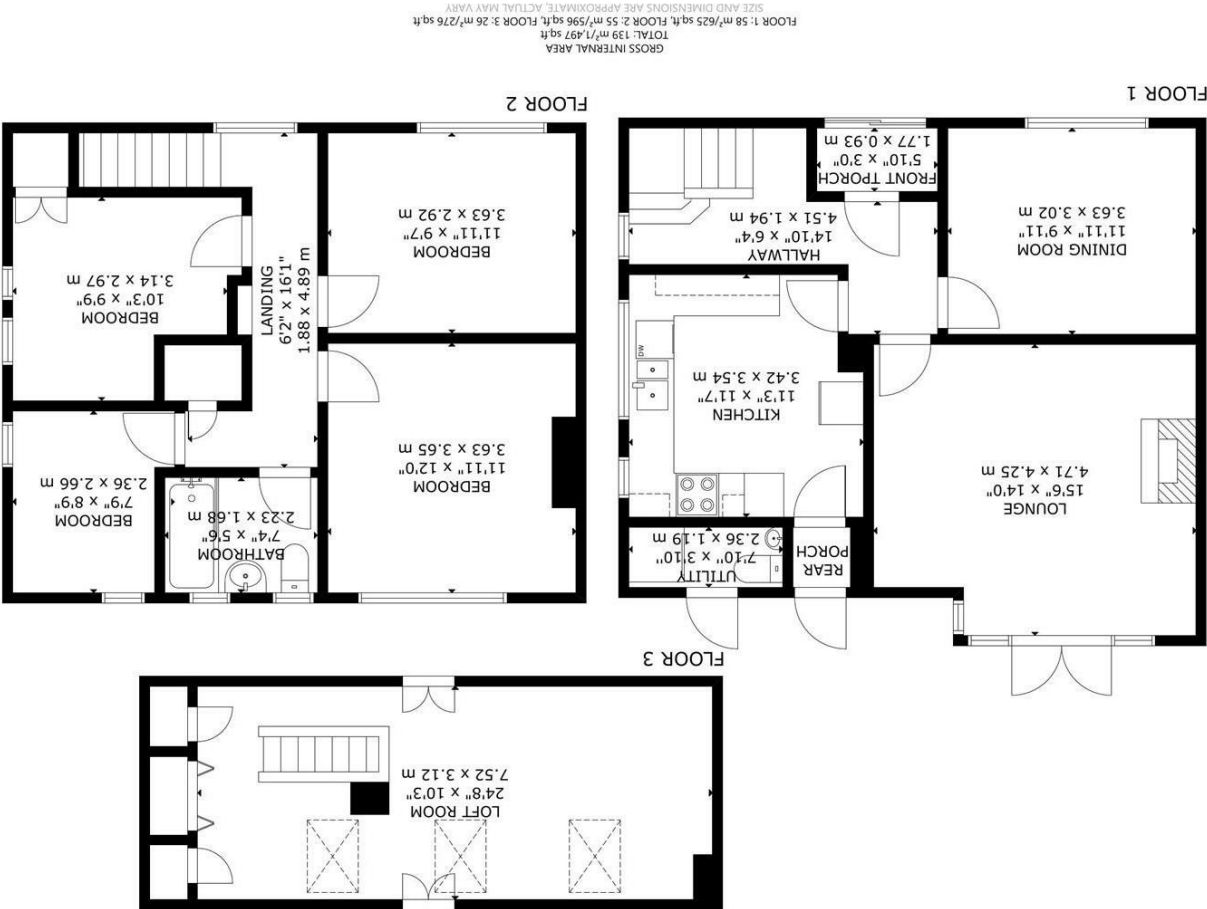 FLOOR 3
LOFT ROOM
24'8" x 10'3"
7.52 x 3.12 m
FLOOR 1
LOUNGE
15'6" x 14'0"
4.71 x 4.25 m
REAR
PORCH
UTILITY
7'10" x 3'10"
2.36 x 1.19 m
KITCHEN
11'3" x 11'7"
3.42 x 3.54 m
DW
DINING ROOM
11'11" x 9'11"
3.63 x 3.02 m
HALLWAY
14'10" x 6'4"
4.51 x 1.94 m
FRONT TPORCH
5'10" x 3'0"
1.77 x 0.93 m
FLOOR 2
BEDROOM
11'11" x 12'0"
3.63 x 3.65 m
BATHROOM
7'4" x 5'6"
2.23 x 1.68 m
BEDROOM
7'9" x 8'9"
2.36 x 2.66 m
BEDROOM
11'11" x 9'7"
3.63 x 2.92 m
LANDING
6'2" x 16'1"
1.88 x 4.89 m
BEDROOM
10'3" x 9'9"
3.14 x 2.97 m
GROSS INTERNAL AREA
TOTAL: 139 m²/1,497 sq.ft
FLOOR 1: 58 m²/625 sq.ft, FLOOR 2: 55 m²/596 sq.ft, FLOOR 3: 26 m²/276 sq.ft
SIZE AND DIMENSIONS ARE APPROXIMATE, ACTUAL MAY VARY